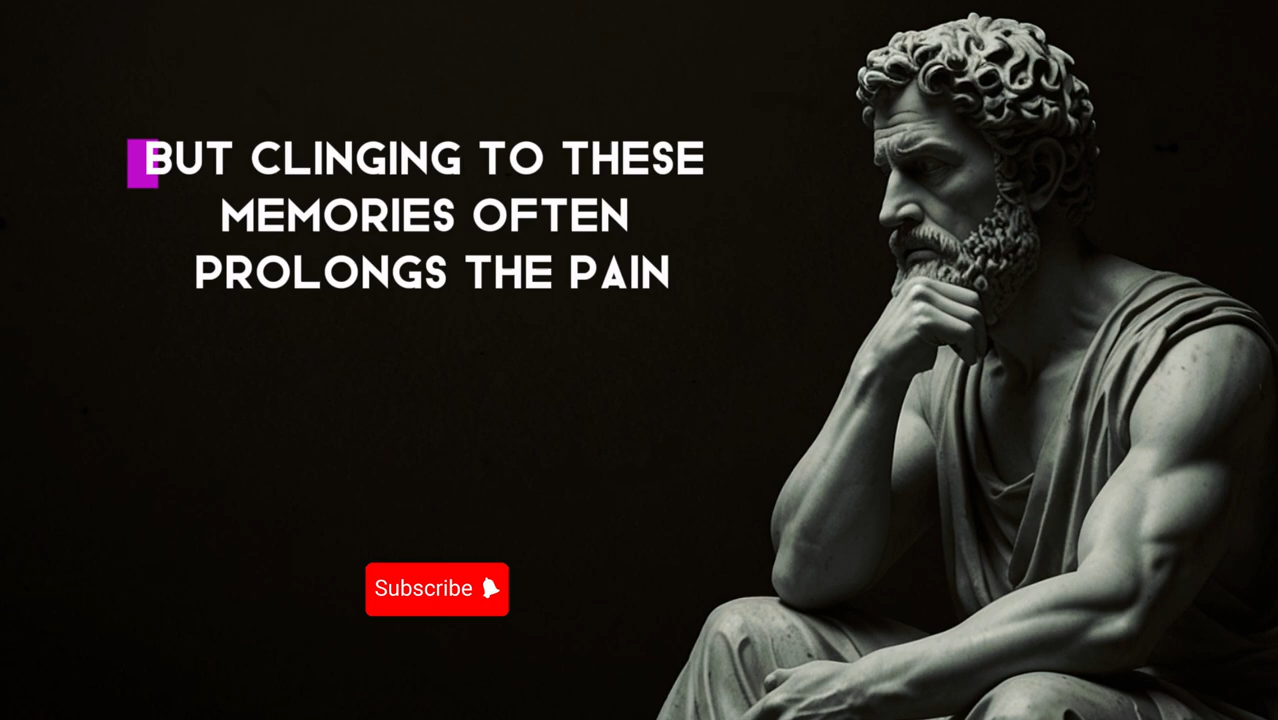 BUT CLINGING TO THESE
MEMORIES OFTEN
PROLONGS THE PAIN
Subscribe